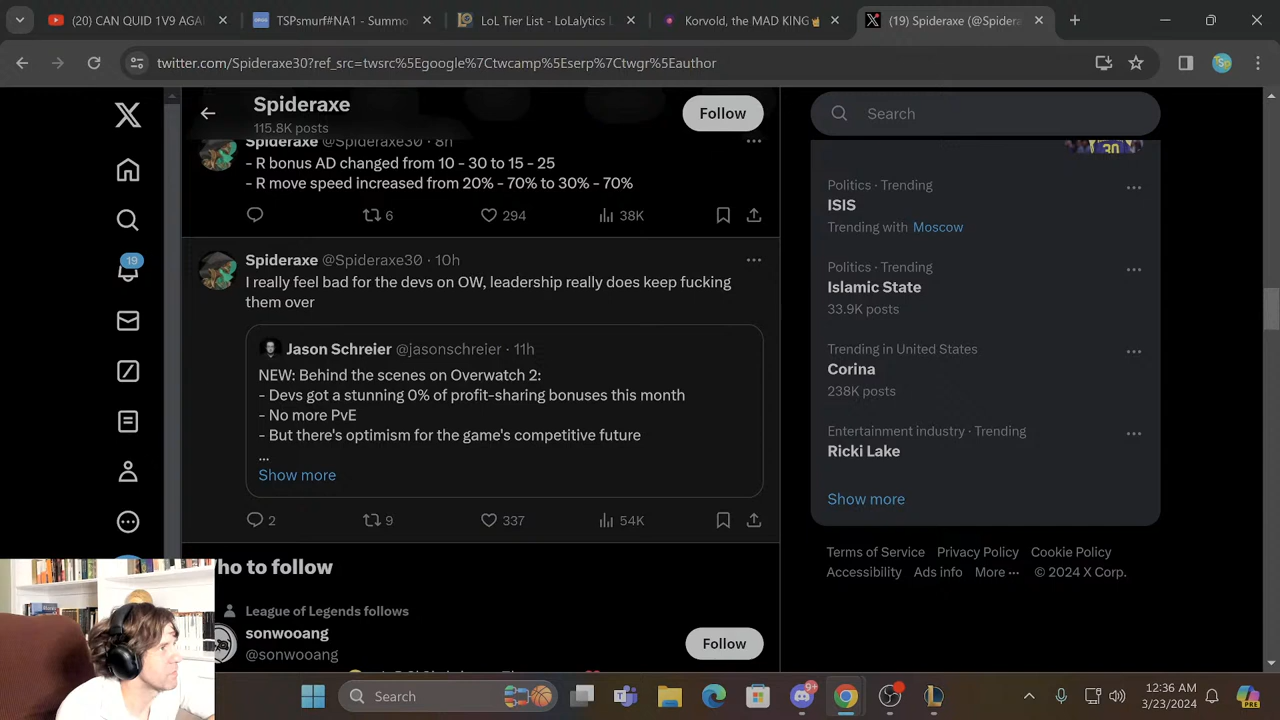 (20) CAN QUID 1V9 AGAI
TSPsmurf#NA1 - Summo
LoL Tier List - LoLalytics L
Korvold, the MAD KING
(19) Spideraxe (@Spidera
twitter.com/Spideraxe30?ref_src=twsrc%5Egoogle%7Ctwcamp%5Eserp%7Ctwgr%5Eauthor
Spideraxe
115.8K posts
Follow
Search
Spideraxe @Spideraxe30 · 8h
- R bonus AD changed from 10 - 30 to 15 - 25
- R move speed increased from 20% - 70% to 30% - 70%
6
294
38K
Spideraxe @Spideraxe30 · 10h
I really feel bad for the devs on OW, leadership really does keep fucking
them over
Jason Schreier @jasonschreier · 11h
NEW: Behind the scenes on Overwatch 2:
- Devs got a stunning 0% of profit-sharing bonuses this month
- No more PvE
- But there's optimism for the game's competitive future
...
Show more
2
9
337
54K
ho to follow
League of Legends follows
sonwooang
@sonwooang
Follow
19
30
Politics · Trending
ISIS
Trending with Moscow
Politics · Trending
Islamic State
33.9K posts
Trending in United States
Corina
238K posts
Entertainment industry · Trending
Ricki Lake
Show more
Terms of Service Privacy Policy Cookie Policy
Accessibility Ads info More ··· © 2024 X Corp.
Search
9+
12:36 AM
3/23/2024
PRE